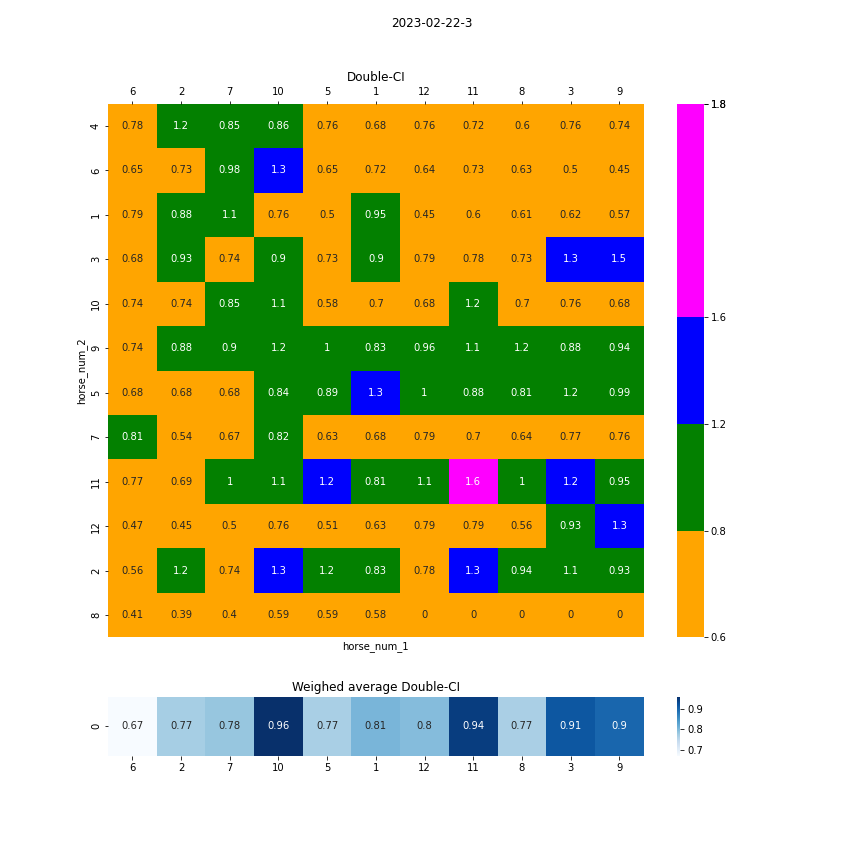 2023-02-22-3
Double-CI
6 2 7 10 5 1 12 11 8 3 9
4 0.78 1.2 0.85 0.86 0.76 0.68 0.76 0.72 0.6 0.76 0.74
6 0.65 0.73 0.98 1.3 0.65 0.72 0.64 0.73 0.63 0.5 0.45
1 0.79 0.88 1.1 0.76 0.5 0.95 0.45 0.6 0.61 0.62 0.57
3 0.68 0.93 0.74 0.9 0.73 0.9 0.79 0.78 0.73 1.3 1.5
10 0.74 0.74 0.85 1.1 0.58 0.7 0.68 1.2 0.7 0.76 0.68
9 0.74 0.88 0.9 1.2 1 0.83 0.96 1.1 1.2 0.88 0.94
5 0.68 0.68 0.68 0.84 0.89 1.3 1 0.88 0.81 1.2 0.99
7 0.81 0.54 0.67 0.82 0.63 0.68 0.79 0.7 0.64 0.77 0.76
11 0.77 0.69 1 1.1 1.2 0.81 1.1 1.6 1 1.2 0.95
12 0.47 0.45 0.5 0.76 0.51 0.63 0.79 0.79 0.56 0.93 1.3
2 0.56 1.2 0.74 1.3 1.2 0.83 0.78 1.3 0.94 1.1 0.93
8 0.41 0.39 0.4 0.59 0.59 0.58 0 0 0 0 0
horse_num_2
horse_num_1
1.8
1.6
1.2
0.8
0.6
Weighed average Double-CI
0 0.67 0.77 0.78 0.96 0.77 0.81 0.8 0.94 0.77 0.91 0.9
6 2 7 10 5 1 12 11 8 3 9
0.9
0.8
0.7